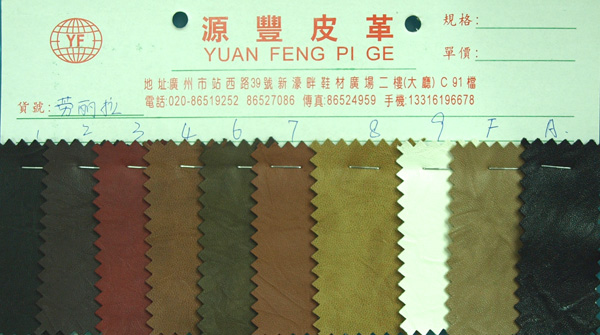 YF
源豐皮革
YUAN FENG PI GE
規格:
單價:
地址廣州市站西路39號新濠畔鞋材廣場二樓(大廳)C 91檔
電話:020-86519252 86527086 傳真:86524959 手機:13316196678
貨號: 劳丽拉
1 2 3 4 6 7 8 9 F A.